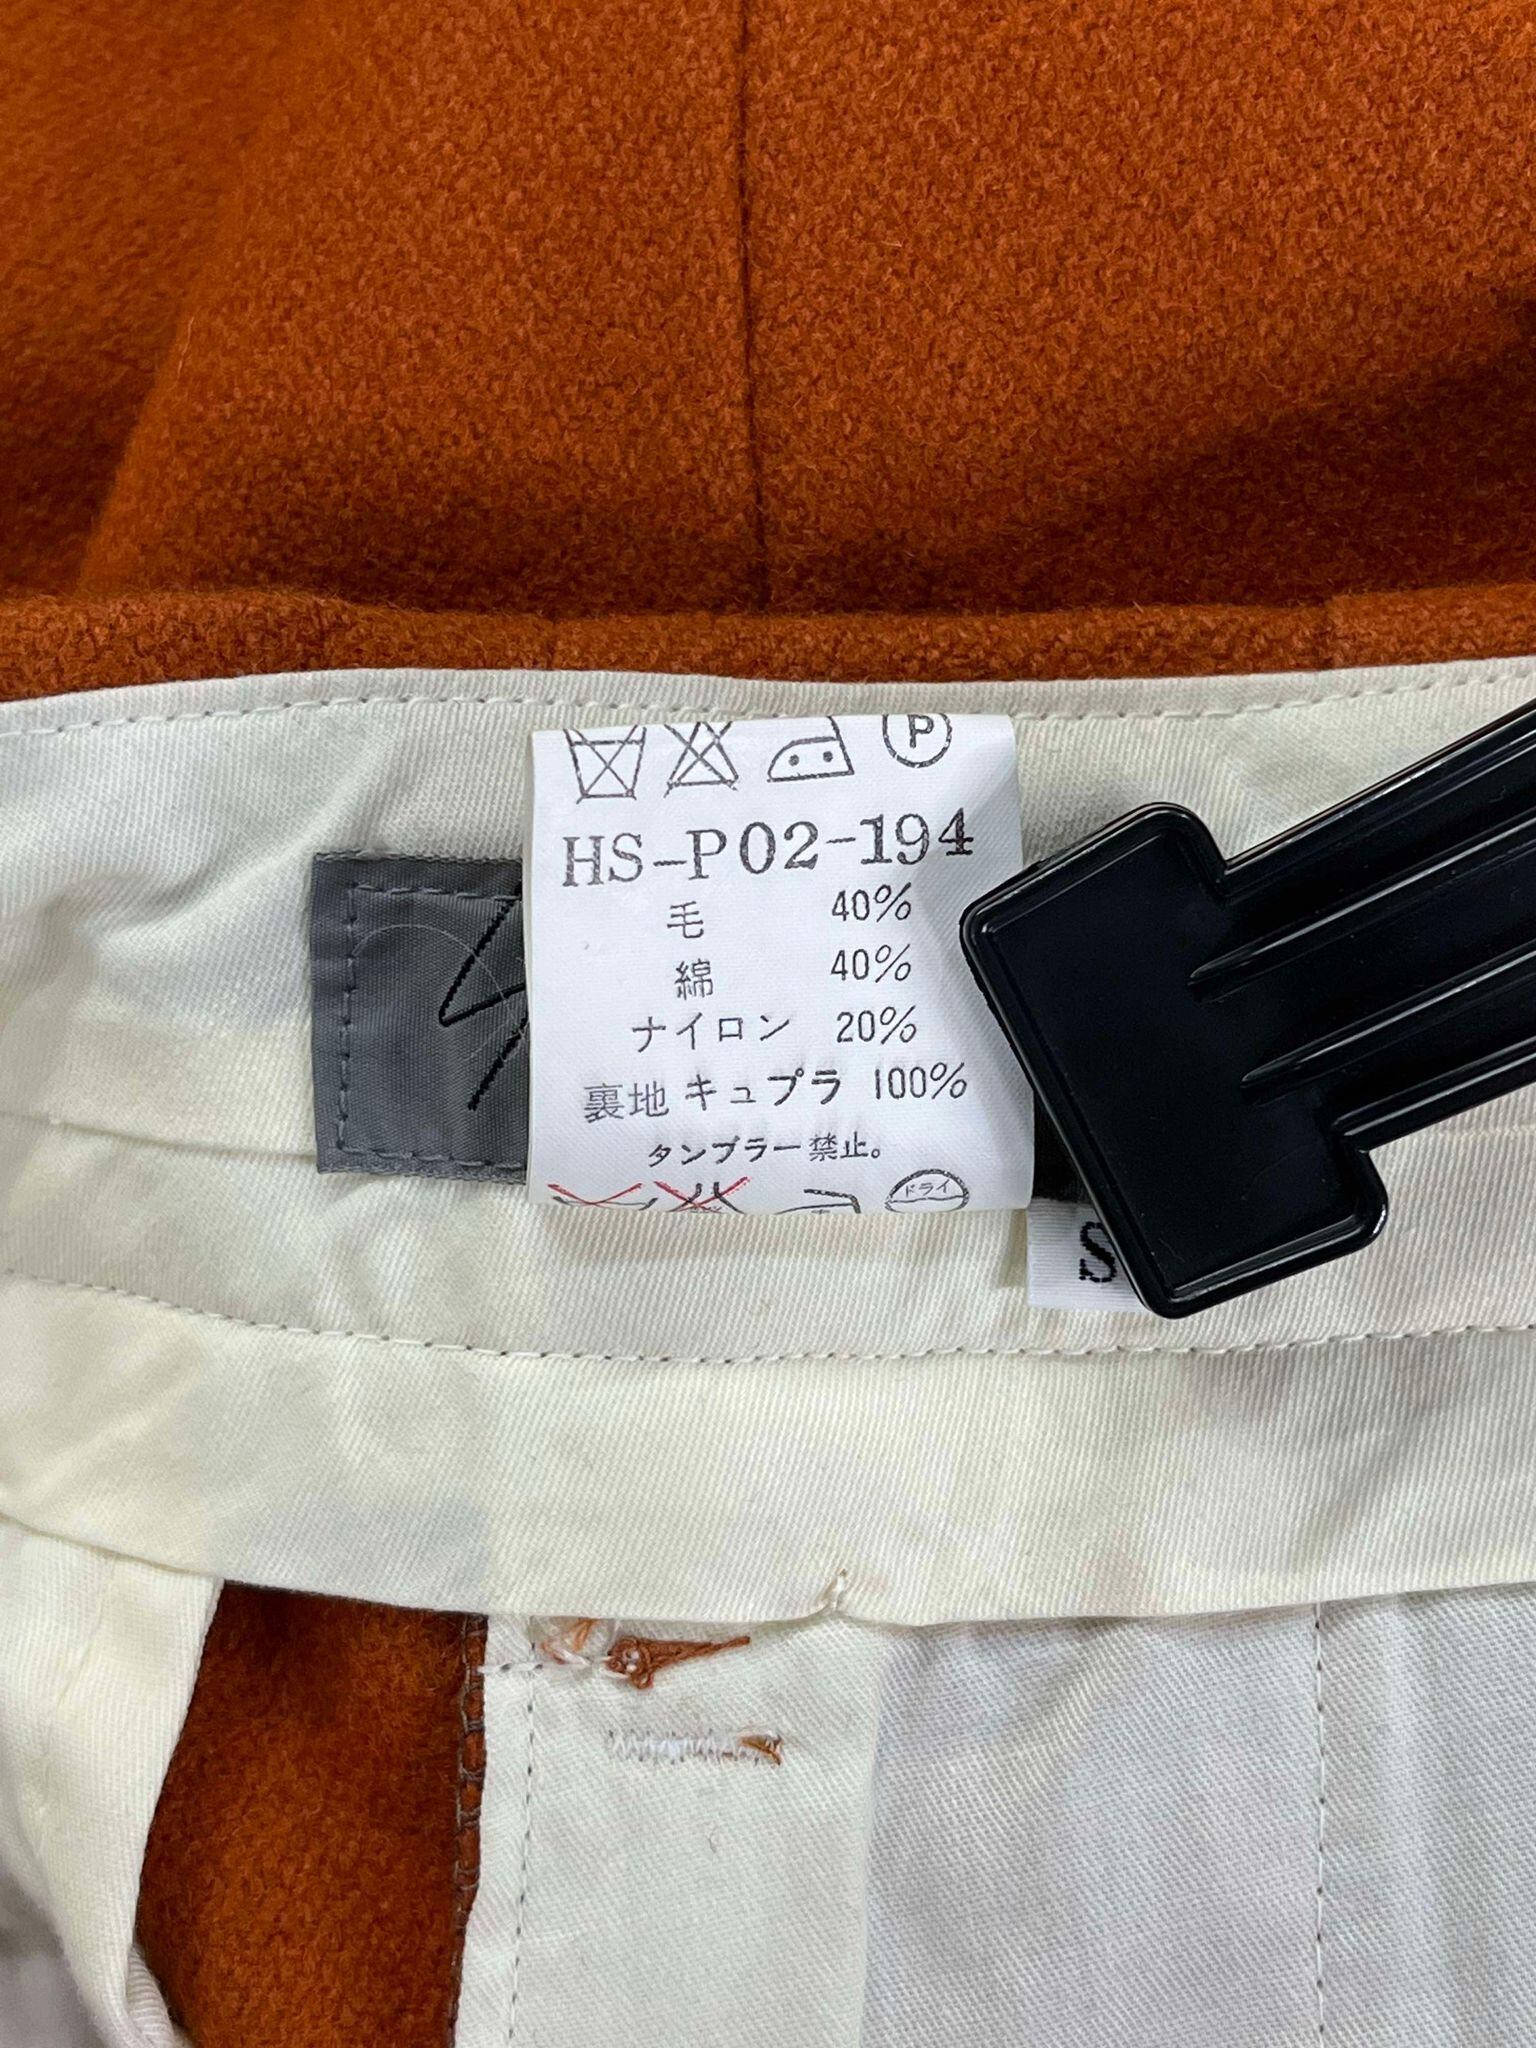 P
HS-P02-194
毛 40%
綿 40%
ナイロン 20%
裏地 キュプラ 100%
タンブラー禁止。
ドライ
S